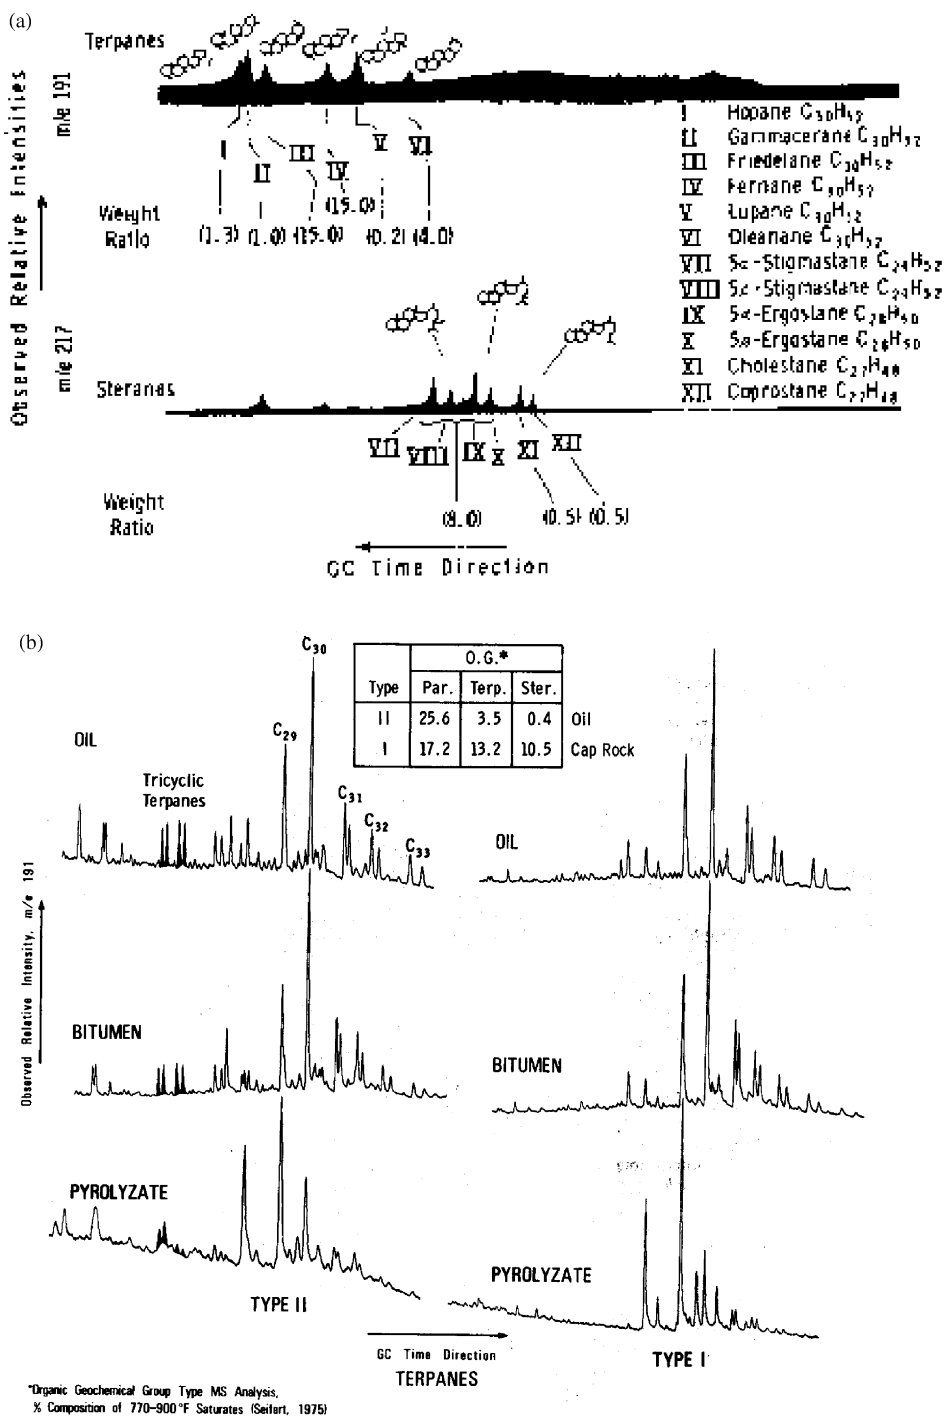 (a)
Terpanes
Observed Relative Intensities
m/e 191
I
II
III
IV
V
VI
(15.0)
Weight
Ratio
(1.3) (1.0) (15.0) (0.2) (4.0)
I Hopane C30H52
II Gammacerane C30H52
III Friedelane C30H52
IV Fernane C30H52
V Lupane C30H52
VI Oleanane C30H52
VII 5α-Stigmastane C29H52
VIII 5α-Stigmastane C29H52
IX 5α-Ergostane C28H50
X 5α-Ergostane C28H50
XI Cholestane C27H48
XII Coprostane C27H48
m/e 217
Steranes
VII VIII IX X XI XII
Weight
Ratio
(8.0) (0.5) (0.5)
GC Time Direction
(b)
O.G.*
Type Par. Terp. Ster.
II 25.6 3.5 0.4 Oil
I 17.2 13.2 10.5 Cap Rock
OIL
Tricyclic
Terpanes
C29
C30
C31
C32
C33
OIL
Observed Relative Intensity, m/e 191
BITUMEN
BITUMEN
PYROLYZATE
PYROLYZATE
TYPE II
TYPE I
GC Time Direction
TERPANES
*Organic Geochemical Group Type MS Analysis,
% Composition of 770-900°F Saturates (Seifert, 1975)